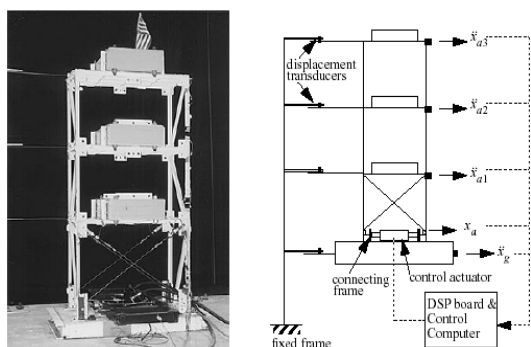 ẍa3
displacement
transducers
ẍa2
ẍa1
xa
ẍg
connecting
frame
control actuator
DSP board &
Control
Computer
fixed frame